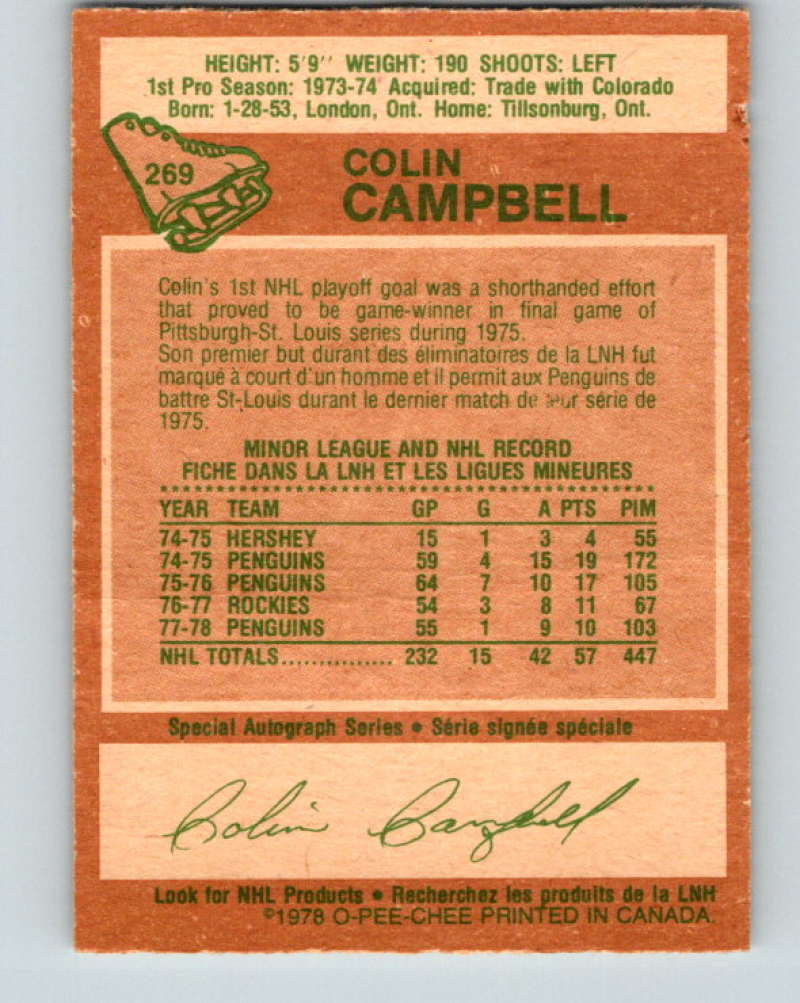 HEIGHT: 5'9'' WEIGHT: 190 SHOOTS: LEFT
1st Pro Season: 1973-74 Acquired: Trade with Colorado
Born: 1-28-53, London, Ont. Home: Tillsonburg, Ont.
269
COLIN
CAMPBELL
Colin's 1st NHL playoff goal was a shorthanded effort
that proved to be game-winner in final game of
Pittsburgh-St. Louis series during 1975.
Son premier but durant des éliminatoires de la LNH fut
marqué à court d'un homme et il permit aux Penguins de
battre St-Louis durant le dernier match de leur série de
1975.
MINOR LEAGUE AND NHL RECORD
FICHE DANS LA LNH ET LES LIGUES MINEURES
YEAR TEAM GP G A PTS PIM
74-75 HERSHEY 15 1 3 4 55
74-75 PENGUINS 59 4 15 19 172
75-76 PENGUINS 64 7 10 17 105
76-77 ROCKIES 54 3 8 11 67
77-78 PENGUINS 55 1 9 10 103
NHL TOTALS............... 232 15 42 57 447
Special Autograph Series • Série signée spéciale
Colin Campbell
Look for NHL Products • Recherchez les produits de la LNH
©1978 O-PEE-CHEE PRINTED IN CANADA.